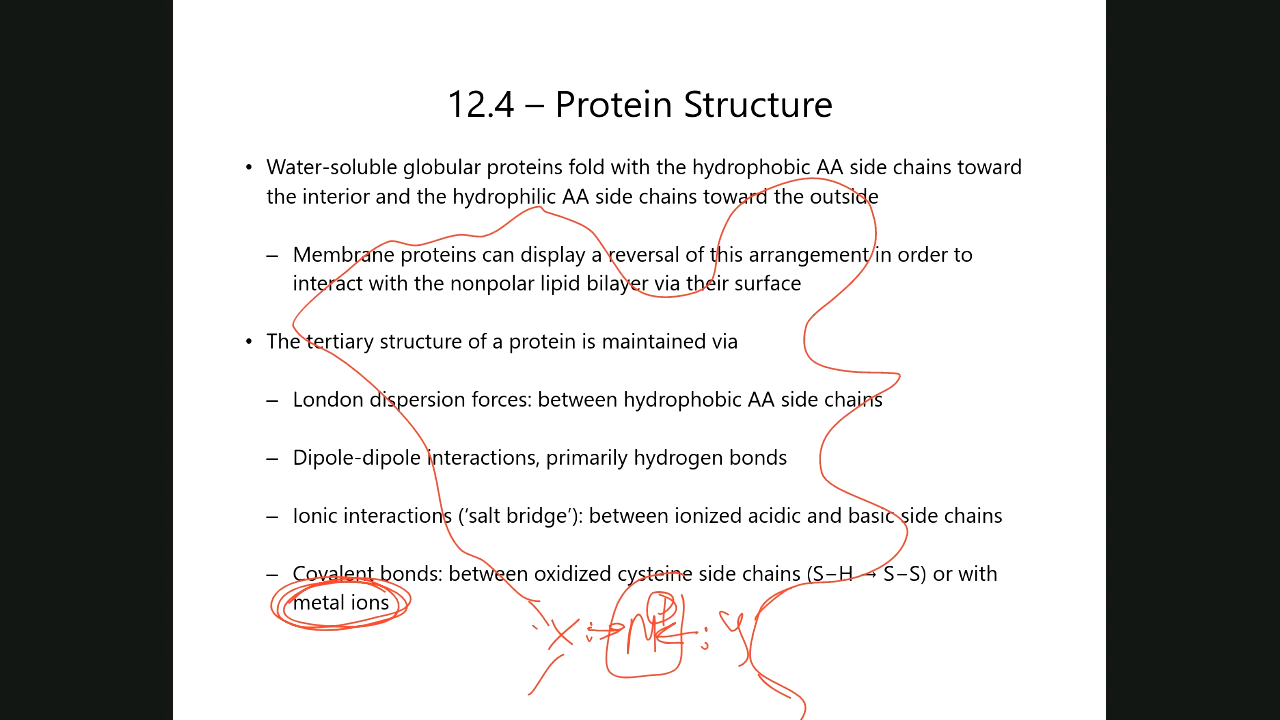 12.4 – Protein Structure
• Water-soluble globular proteins fold with the hydrophobic AA side chains toward
the interior and the hydrophilic AA side chains toward the outside
– Membrane proteins can display a reversal of this arrangement in order to
interact with the nonpolar lipid bilayer via their surface
• The tertiary structure of a protein is maintained via
– London dispersion forces: between hydrophobic AA side chains
– Dipole-dipole interactions, primarily hydrogen bonds
– Ionic interactions (‘salt bridge’): between ionized acidic and basic side chains
– Covalent bonds: between oxidized cysteine side chains (S–H → S–S) or with
metal ions
X : → M ← : Y